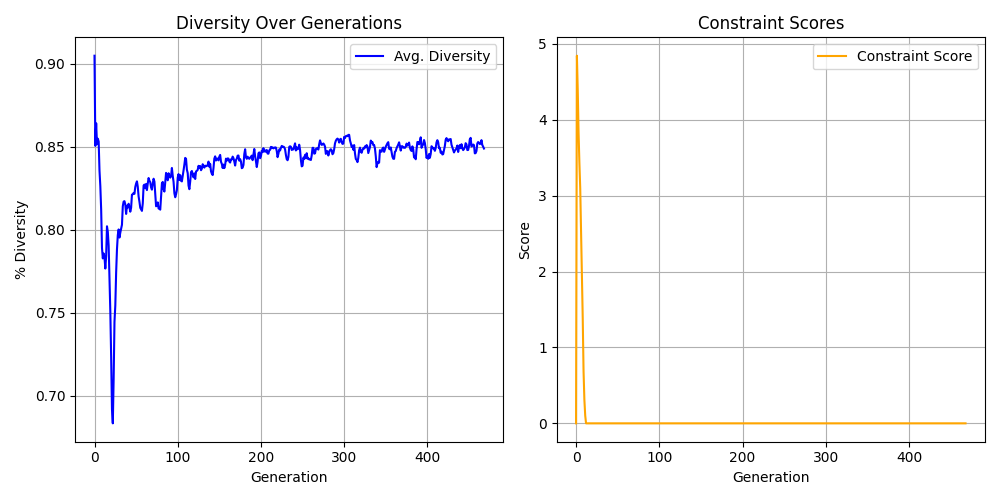 Diversity Over Generations
Avg. Diversity
% Diversity
0.90
0.85
0.80
0.75
0.70
0
100
200
300
400
Generation
Constraint Scores
Constraint Score
Score
5
4
3
2
1
0
0
100
200
300
400
Generation